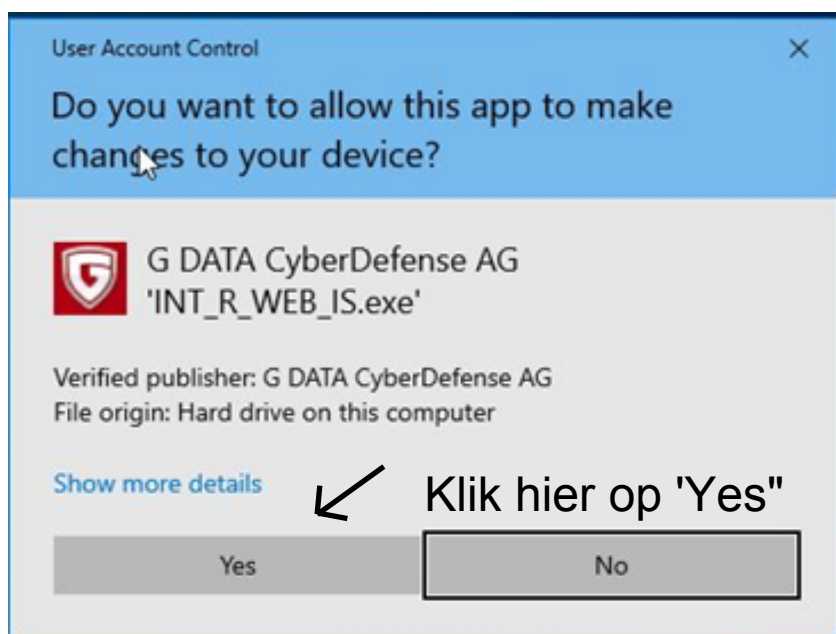 User Account Control
Do you want to allow this app to make
changes to your device?
G DATA CyberDefense AG
'INT_R_WEB_IS.exe'
Verified publisher: G DATA CyberDefense AG
File origin: Hard drive on this computer
Show more details
Klik hier op 'Yes"
Yes
No